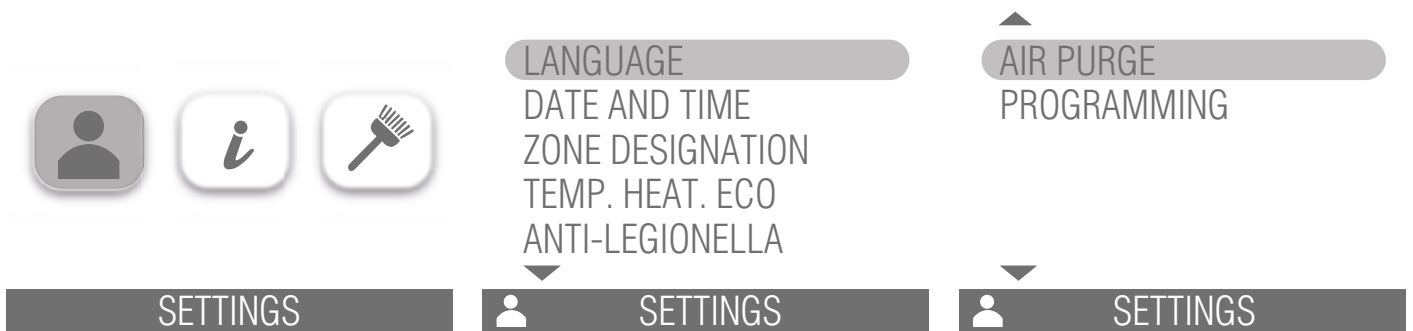 SETTINGS
LANGUAGE
DATE AND TIME
ZONE DESIGNATION
TEMP. HEAT. ECO
ANTI-LEGIONELLA
SETTINGS
AIR PURGE
PROGRAMMING
SETTINGS